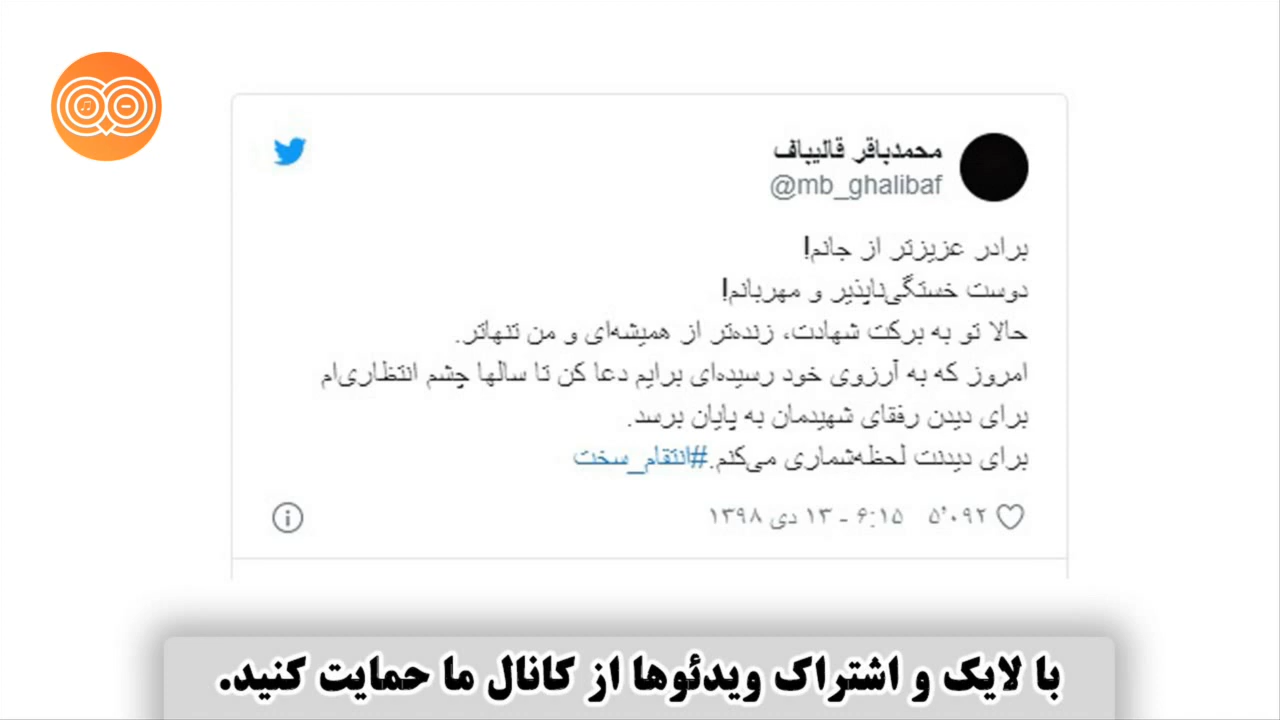 محمدباقر قالیباف
@mb_ghalibaf
برادر عزیزتر از جانم!
دوست خستگی‌ناپذیر و مهربانم!
حالا تو به برکت شهادت، زنده‌تر از همیشه‌ای و من تنهاتر.
امروز که به آرزوی خود رسیده‌ای برایم دعا کن تا سالها چشم انتظاری‌ام
برای دیدن رفقای شهیدمان به پایان برسد.
برای دیدنت لحظه‌شماری می‌کنم.#انتقام_سخت
۵٬۰۹۲ ۶:۱۵ - ۱۳ دی ۱۳۹۸
با لایک و اشتراک ویدئوها از کانال ما حمایت کنید.